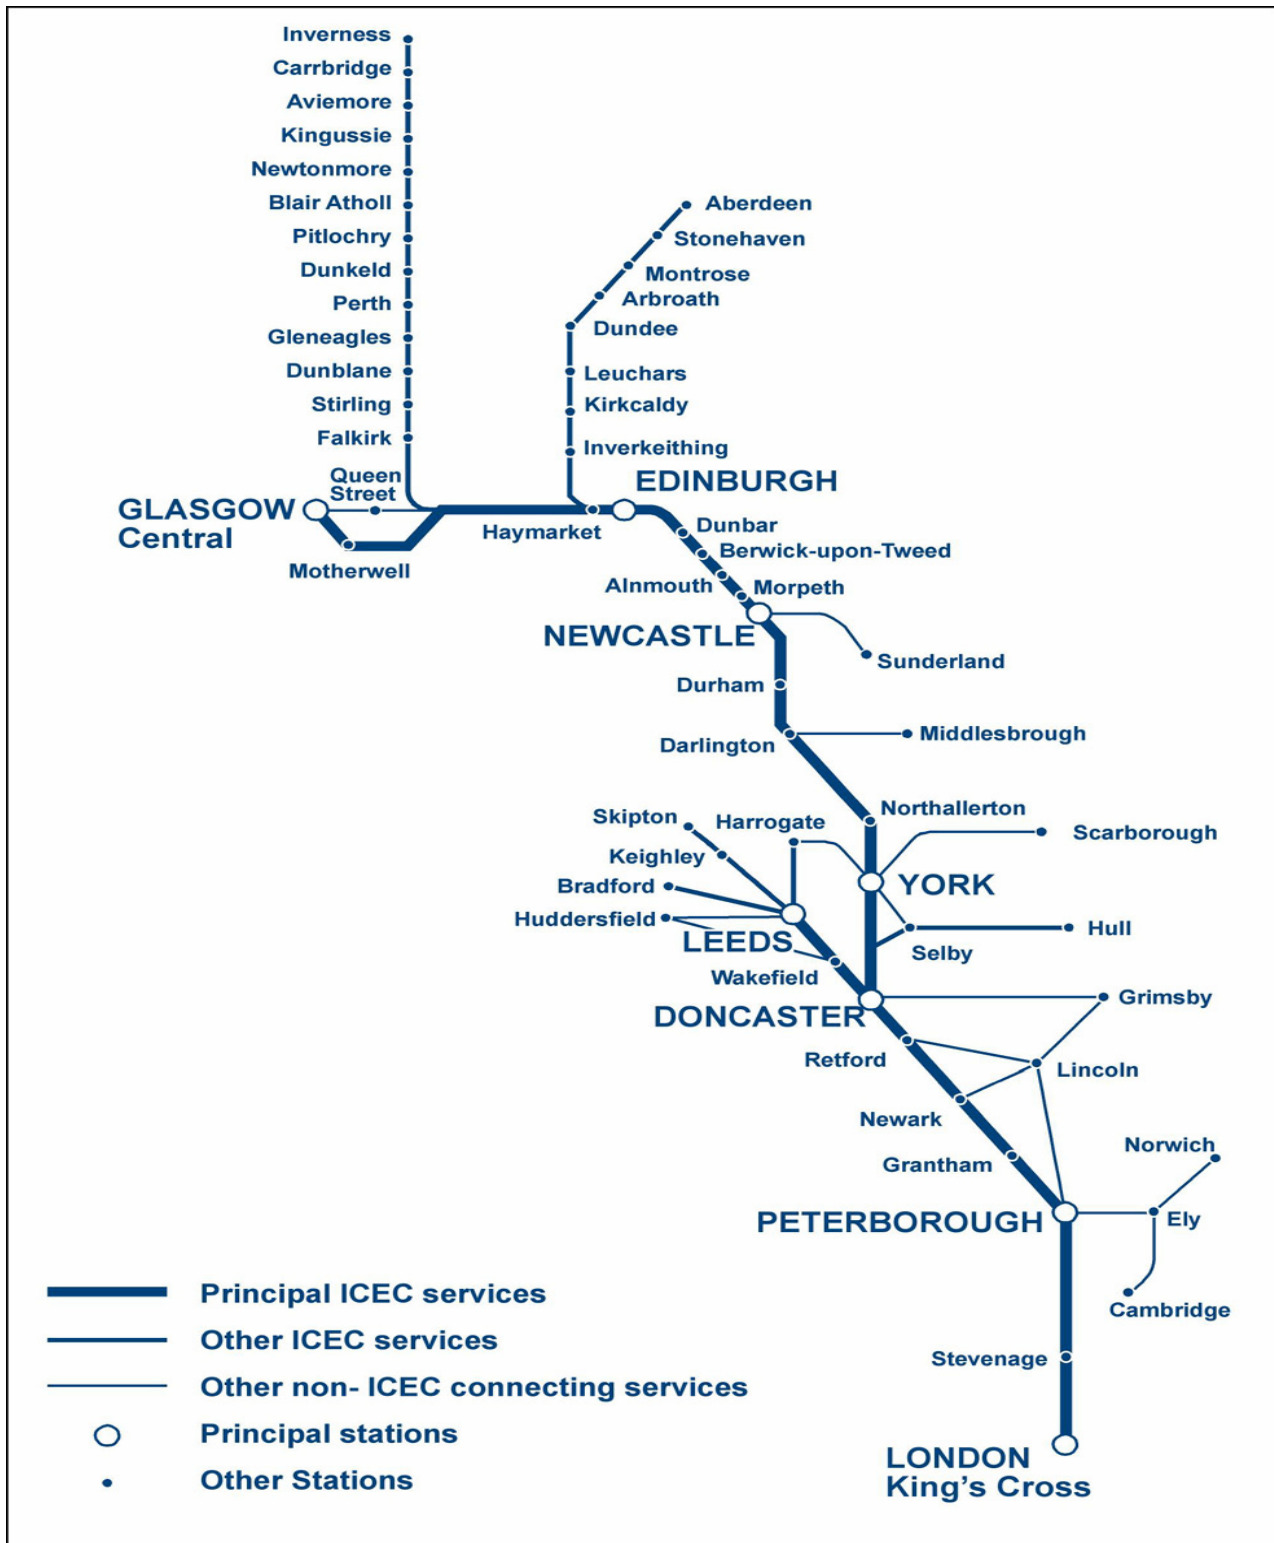 Inverness
Carrbridge
Aviemore
Kingussie
Newtonmore
Blair Atholl
Pitlochry
Dunkeld
Perth
Gleneagles
Dunblane
Stirling
Falkirk
Queen
Street
GLASGOW
Central
Motherwell
Aberdeen
Stonehaven
Montrose
Arbroath
Dundee
Leuchars
Kirkcaldy
Inverkeithing
EDINBURGH
Haymarket
Dunbar
Berwick-upon-Tweed
Alnmouth
Morpeth
NEWCASTLE
Sunderland
Durham
Darlington
Middlesbrough
Northallerton
Skipton
Harrogate
Scarborough
Keighley
Bradford
YORK
Huddersfield
LEEDS
Hull
Selby
Wakefield
DONCASTER
Grimsby
Retford
Lincoln
Newark
Norwich
Grantham
PETERBOROUGH
Ely
Cambridge
Stevenage
LONDON
King's Cross
Principal ICEC services
Other ICEC services
Other non- ICEC connecting services
Principal stations
Other Stations